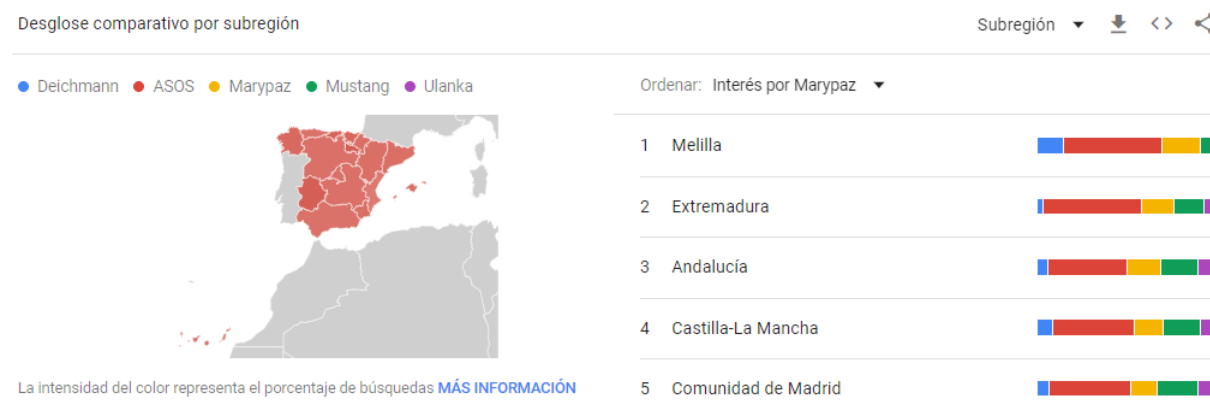 Desglose comparativo por subregión
Subregión
Deichmann ASOS Marypaz Mustang Ulanka
Ordenar: Interés por Marypaz
1 Melilla
2 Extremadura
3 Andalucía
4 Castilla-La Mancha
5 Comunidad de Madrid
La intensidad del color representa el porcentaje de búsquedas MÁS INFORMACIÓN